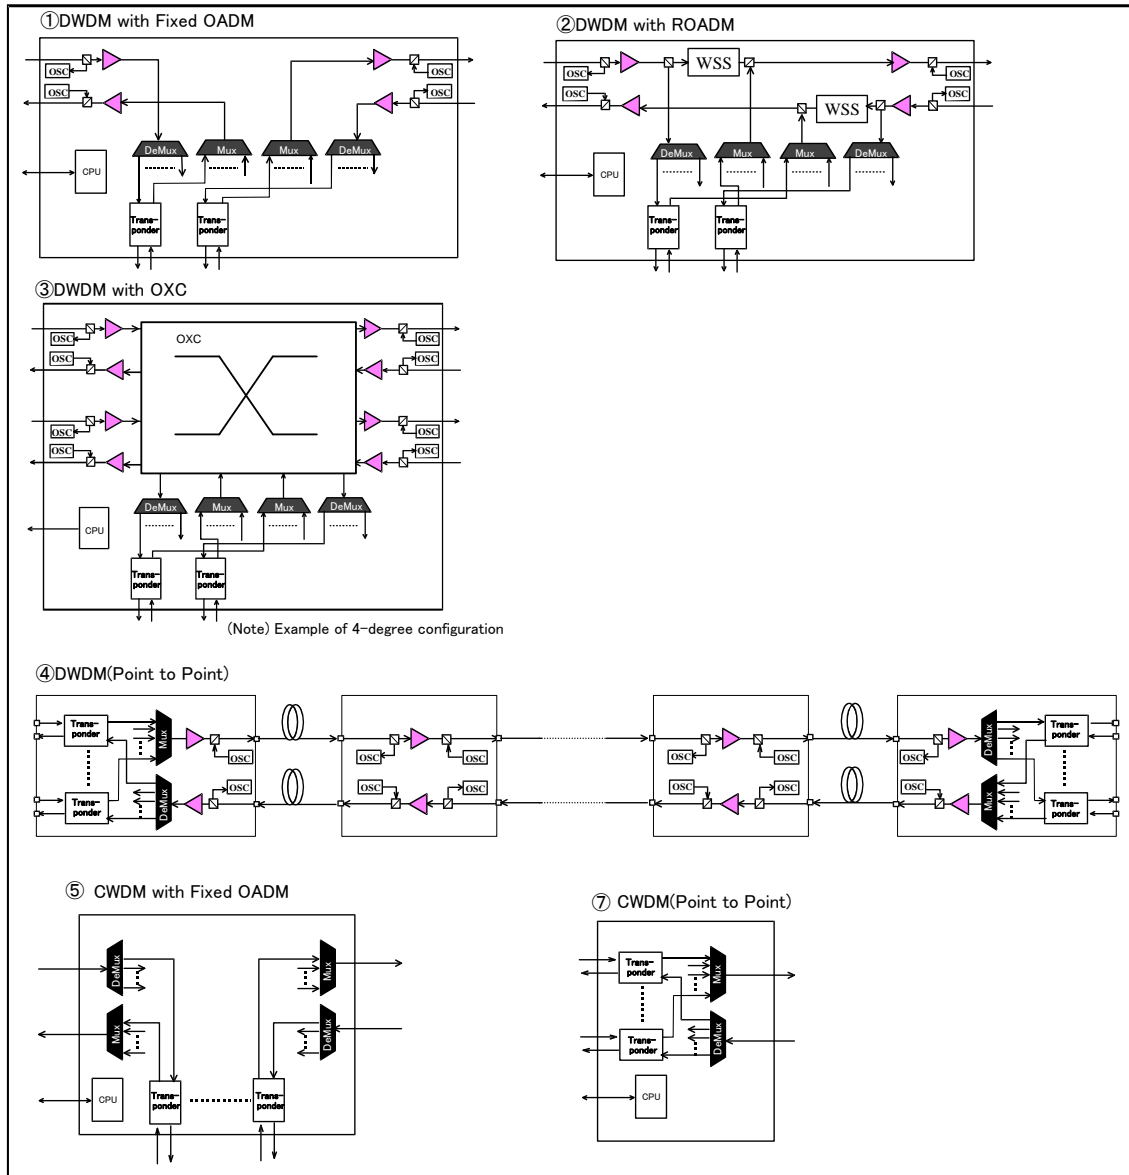 ①DWDM with Fixed OADM
OSC
OSC
OSC
OSC
DeMux
Mux
Mux
DeMux
CPU
Trans-
ponder
Trans-
ponder
②DWDM with ROADM
OSC
WSS
OSC
OSC
WSS
OSC
DeMux
Mux
Mux
DeMux
CPU
Trans-
ponder
Trans-
ponder
③DWDM with OXC
OXC
OSC
OSC
OSC
OSC
OSC
OSC
OSC
OSC
DeMux
Mux
Mux
DeMux
CPU
Trans-
ponder
Trans-
ponder
(Note) Example of 4-degree configuration
④DWDM(Point to Point)
Trans-
ponder
Mux
OSC
OSC
Trans-
ponder
DeMux
OSC
OSC
OSC
OSC
OSC
OSC
OSC
OSC
OSC
DeMux
Trans-
ponder
OSC
Mux
Trans-
ponder
⑤ CWDM with Fixed OADM
DeMux
Mux
Mux
DeMux
CPU
Trans-
ponder
Trans-
ponder
⑦ CWDM(Point to Point)
Trans-
ponder
Mux
Trans-
ponder
DeMux
CPU